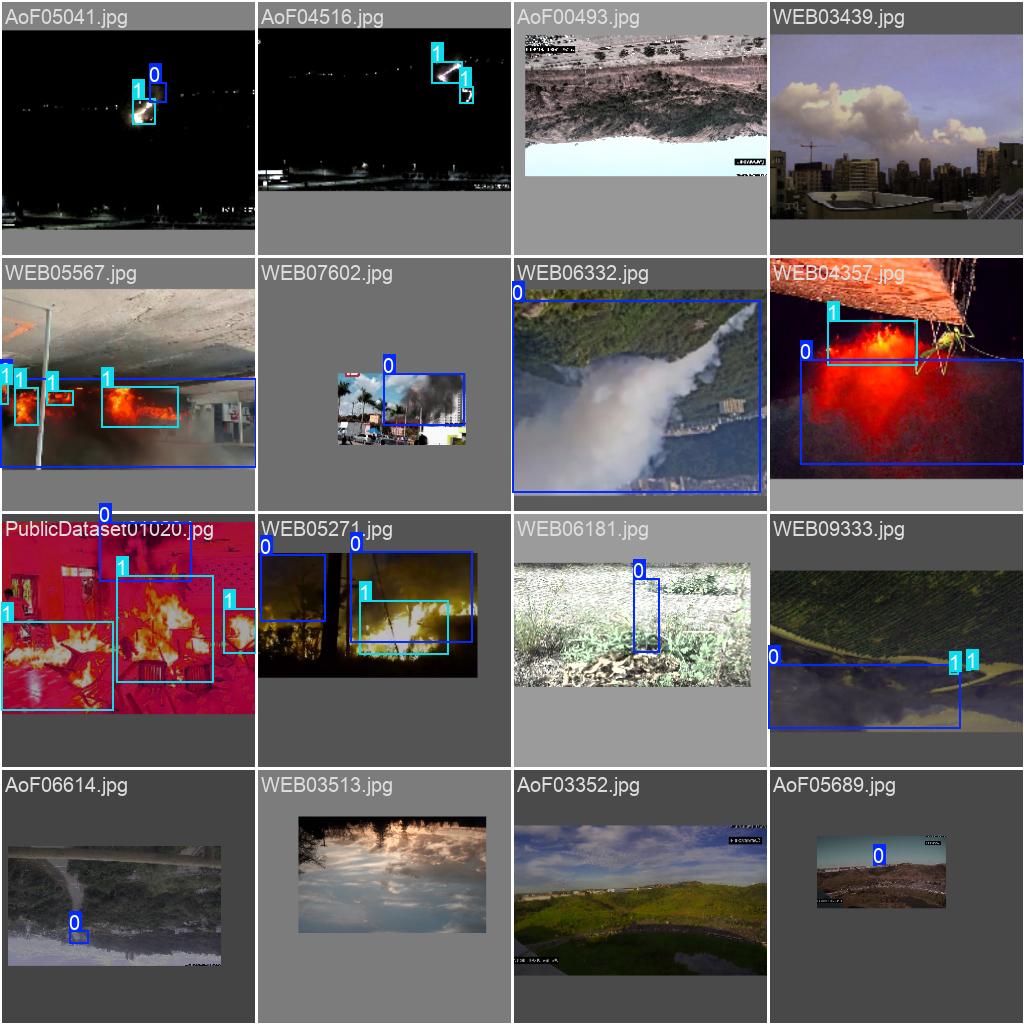 AoF05041.jpg
AoF04516.jpg
AoF00493.jpg
WEB03439.jpg
0
1
1
1
WEB05567.jpg
WEB07602.jpg
WEB06332.jpg
WEB04357.jpg
1
1
1
1
0
0
1
0
PublicDataset01020.jpg
WEB05271.jpg
WEB06181.jpg
WEB09333.jpg
0
1
1
1
0
0
1
0
0
1
1
AoF06614.jpg
WEB03513.jpg
AoF03352.jpg
AoF05689.jpg
0
0